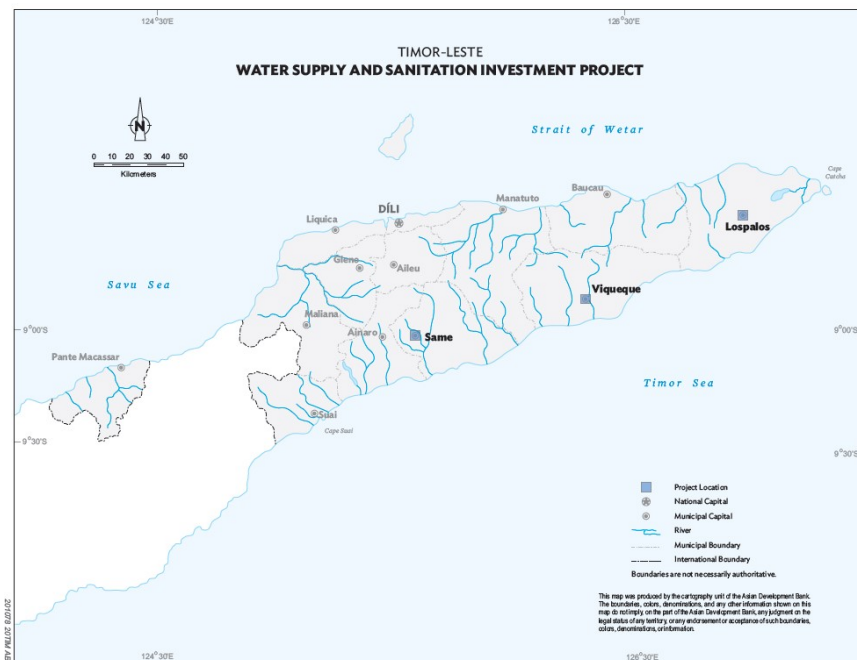 124°30'E
126°30'E
TIMOR-LESTE
WATER SUPPLY AND SANITATION INVESTMENT PROJECT
N
0 10 20 30 40 50
Kilometers
Strait of Wetar
Cape
Baucau
Manatuto
DÍLI
Liquica
Lospalos
Gleno
Aileu
Savu Sea
Viqueque
Maliana
9°00'S
9°00'S
Ainaro
Same
Pante Macassar
Timor Sea
Suai
Cape Suai
9°30'S
9°30'S
Project Location
National Capital
Municipal Capital
River
Municipal Boundary
International Boundary
Boundaries are not necessarily authoritative.
This map was produced by the cartography unit of the Asian Development Bank.
The boundaries, colors, denominations, and any other information shown on this
map do not imply, on the part of the Asian Development Bank, any judgment on the
legal status of any territory, or any endorsement or acceptance of such boundaries,
colors, denominations, or information.
124°30'E
126°30'E